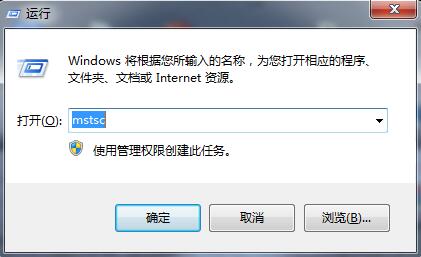 运行
Windows 将根据您所输入的名称，为您打开相应的程序、
文件夹、文档或 Internet 资源。
打开(O): mstsc
使用管理权限创建此任务。
确定 取消 浏览(B)...